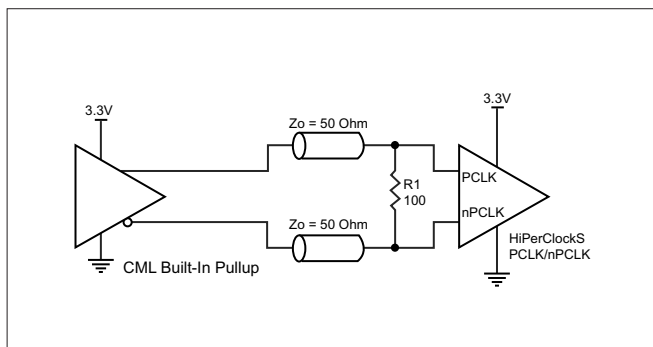 3.3V
3.3V
Zo = 50 Ohm
PCLK
R1
100
nPCLK
Zo = 50 Ohm
HiPerClockS
PCLK/nPCLK
CML Built-In Pullup